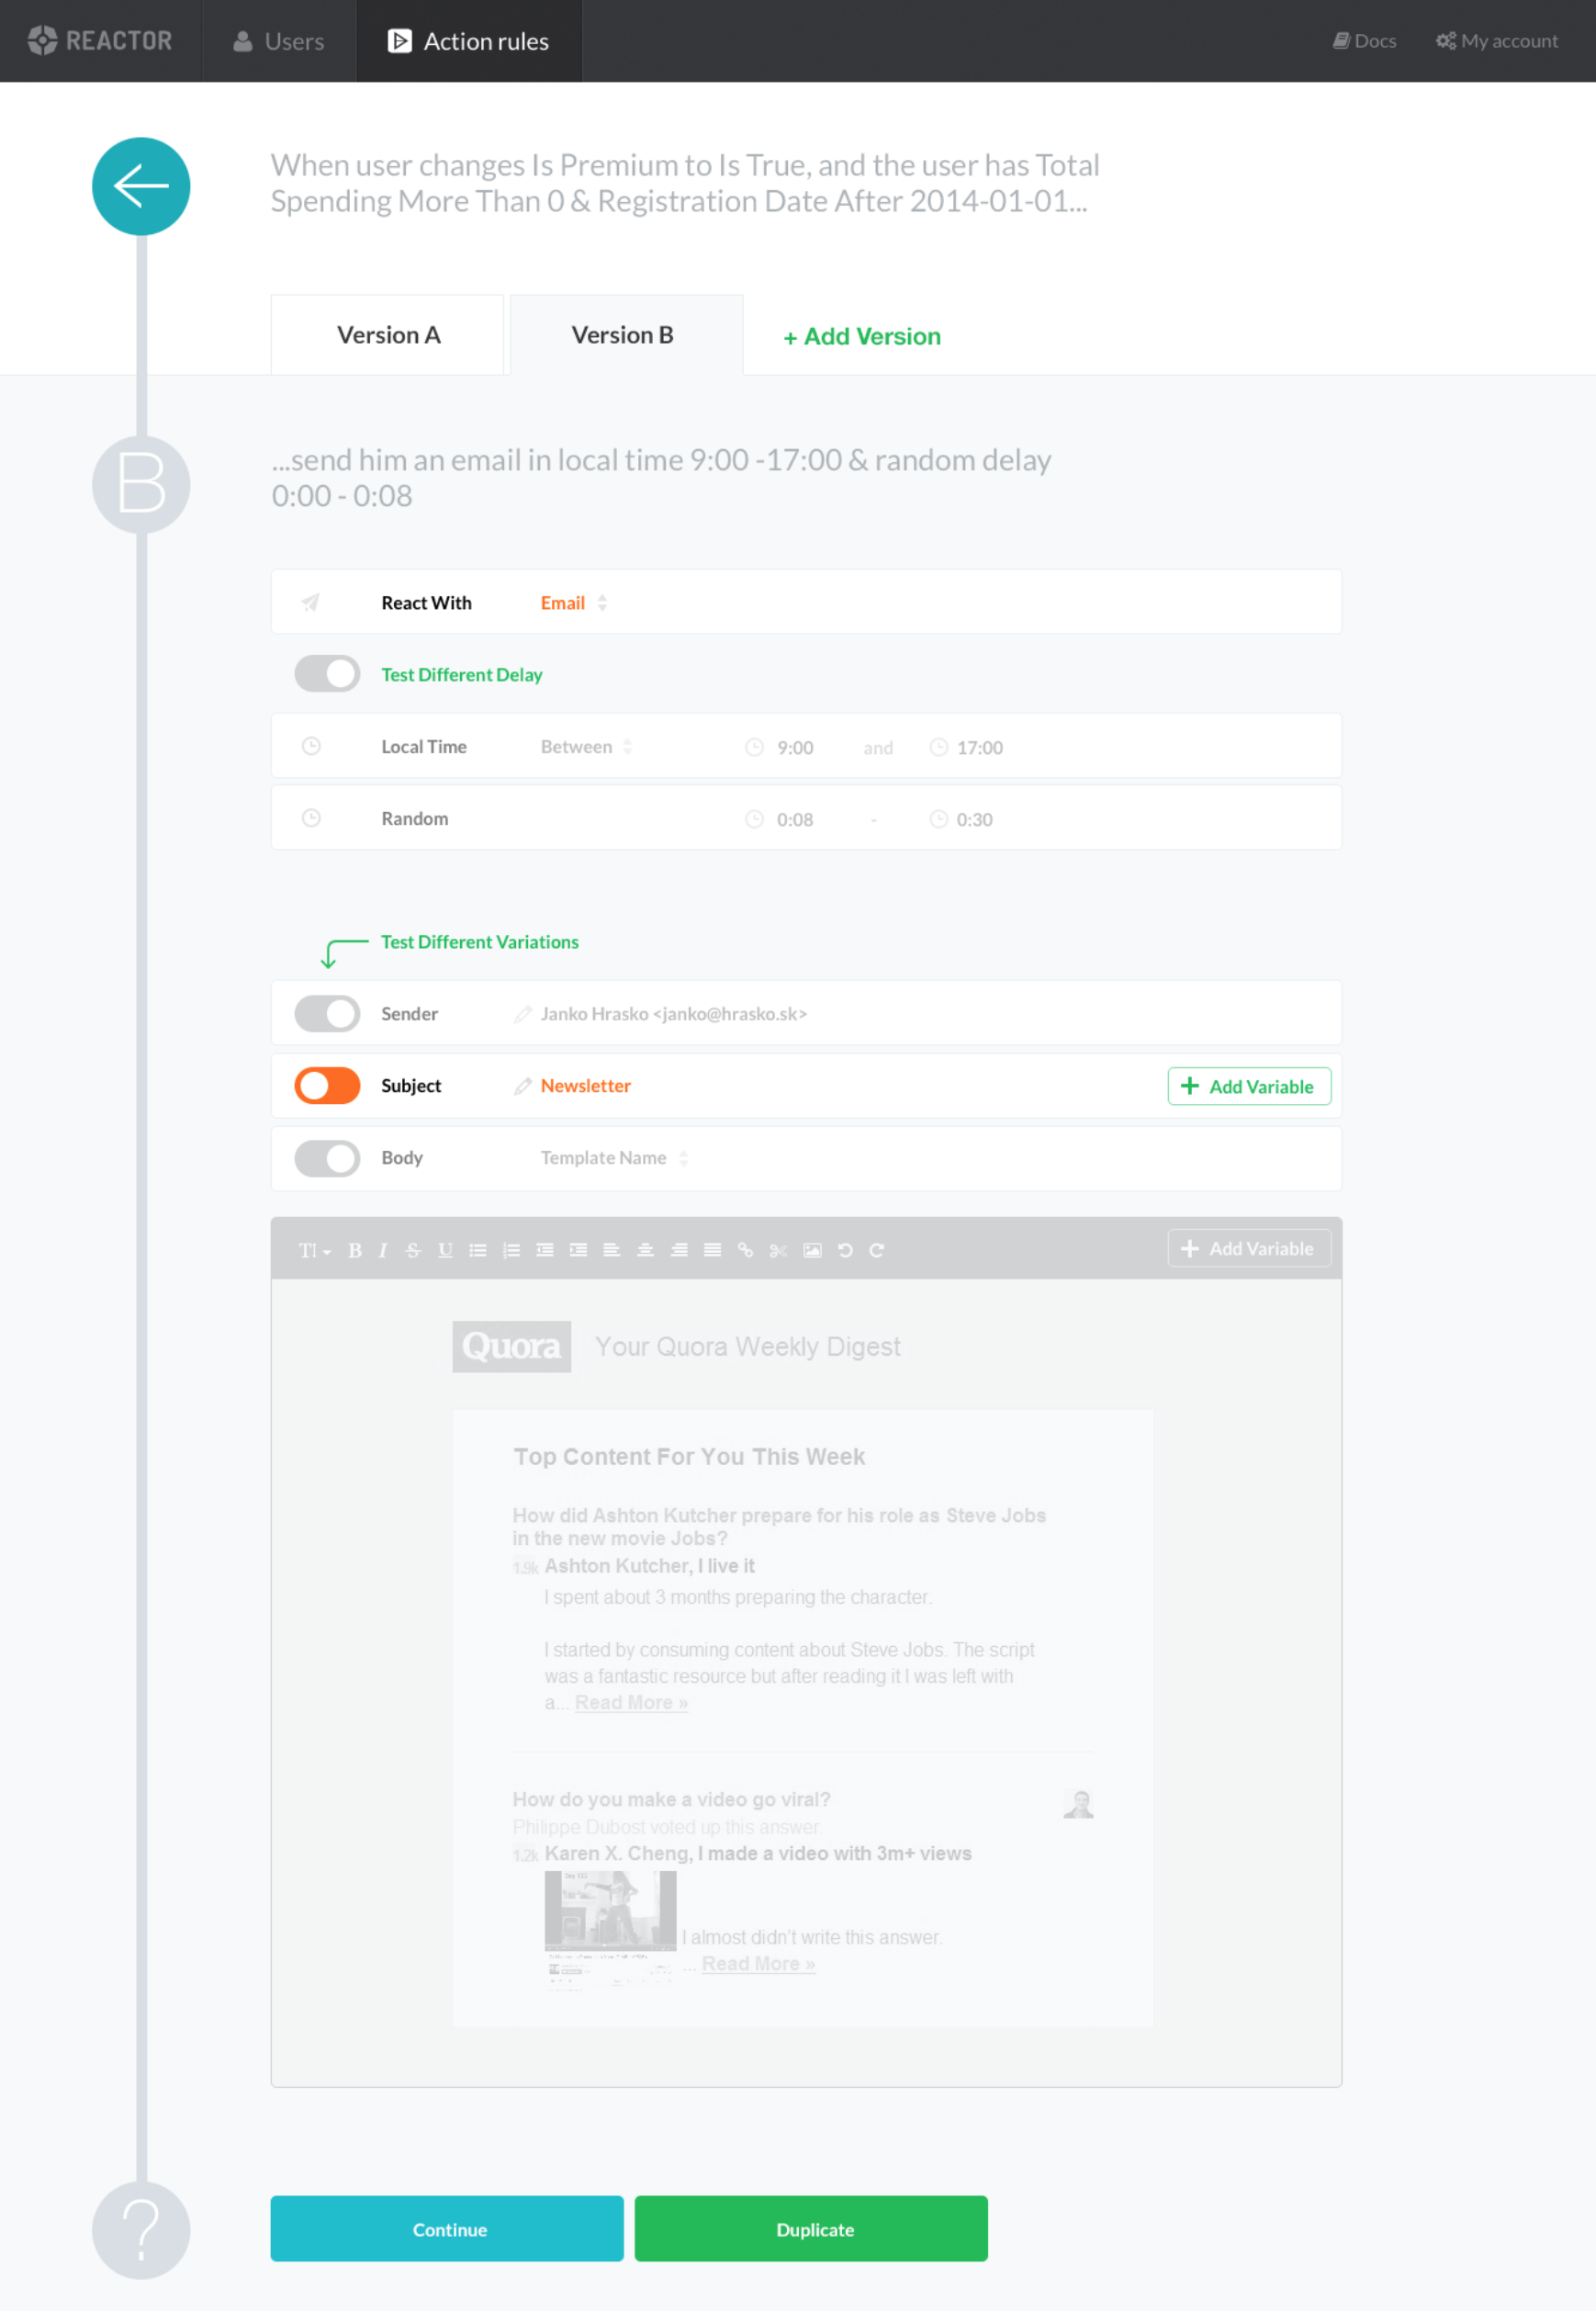 REACTOR
Users
Action rules
Docs
My account
When user changes Is Premium to Is True, and the user has Total
Spending More Than 0 & Registration Date After 2014-01-01...
Version A
Version B
+ Add Version
B
...send him an email in local time 9:00 -17:00 & random delay
0:00 - 0:08
React With
Email
Test Different Delay
Local Time
Between
9:00
and
17:00
Random
0:08
-
0:30
Test Different Variations
Sender
Janko Hrasko <janko@hrasko.sk>
Subject
Newsletter
+ Add Variable
Body
Template Name
TI B I S U
+ Add Variable
Quora
Your Quora Weekly Digest
Top Content For You This Week
How did Ashton Kutcher prepare for his role as Steve Jobs
in the new movie Jobs?
1.9k Ashton Kutcher, I live it
I spent about 3 months preparing the character.
I started by consuming content about Steve Jobs. The script
was a fantastic resource but after reading it I was left with
a... Read More »
How do you make a video go viral?
Philippe Dubost voted up this answer.
1.2k Karen X. Cheng, I made a video with 3m+ views
I almost didn't write this answer.
... Read More »
?
Continue
Duplicate